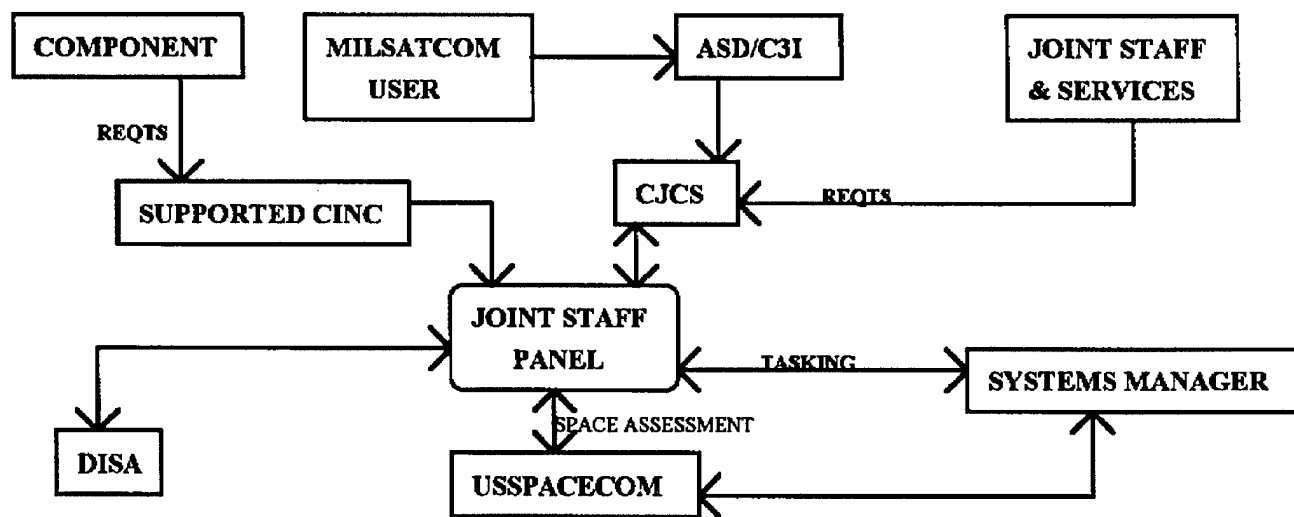 COMPONENT
MILSATCOM
USER
ASD/C3I
JOINT STAFF
& SERVICES
REQTS
SUPPORTED CINC
CJCS
REQTS
JOINT STAFF
PANEL
TASKING
SYSTEMS MANAGER
SPACE ASSESSMENT
DISA
USSPACECOM